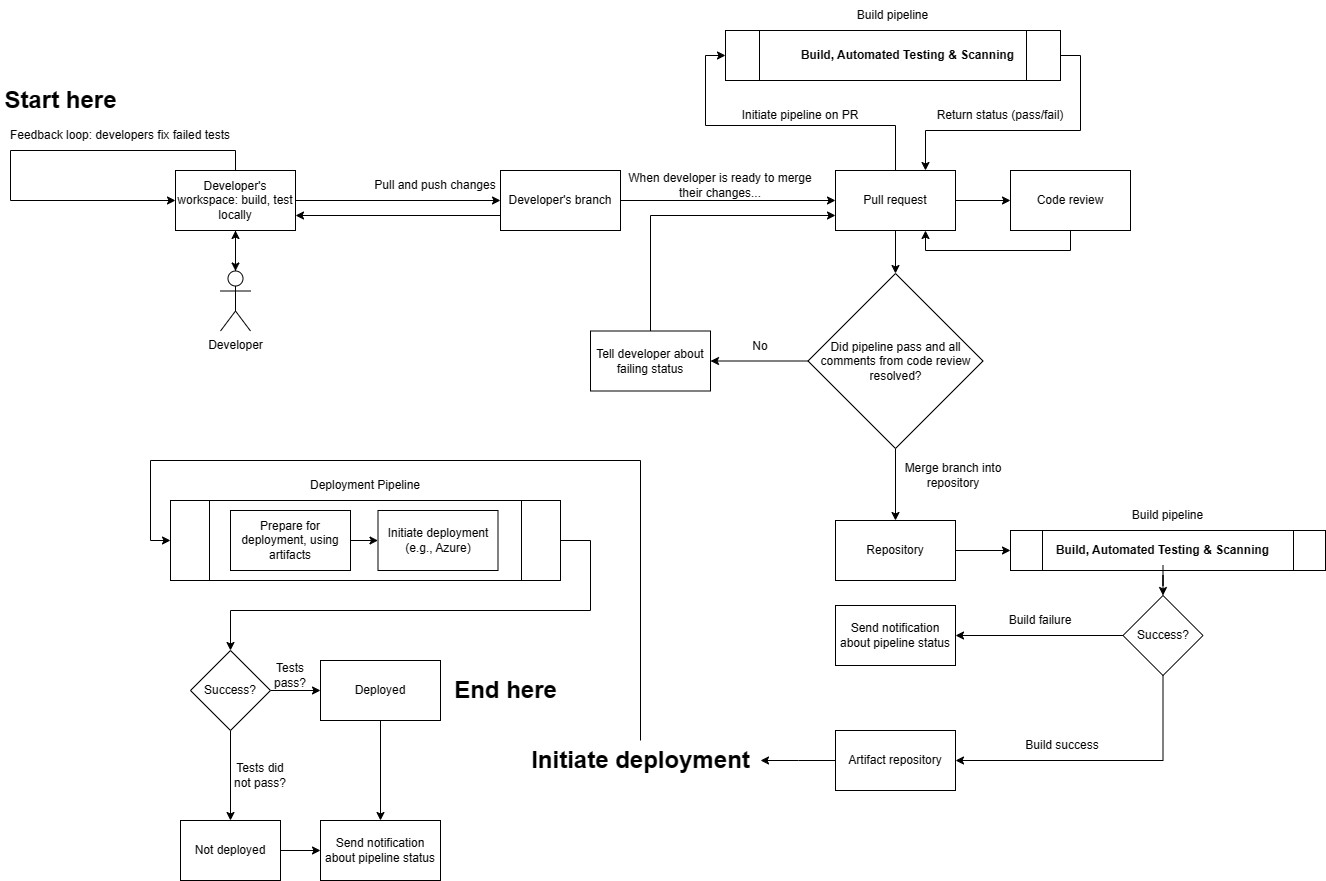 Build pipeline
Build, Automated Testing & Scanning
Start here
Initiate pipeline on PR
Return status (pass/fail)
Feedback loop: developers fix failed tests
Developer's
workspace: build, test
locally
Pull and push changes
Developer's branch
When developer is ready to merge
their changes...
Pull request
Code review
Developer
Tell developer about
failing status
No
Did pipeline pass and all
comments from code review
resolved?
Merge branch into
repository
Deployment Pipeline
Prepare for
deployment, using
artifacts
Initiate deployment
(e.g., Azure)
Repository
Build pipeline
Build, Automated Testing & Scanning
Send notification
about pipeline status
Build failure
Success?
Success?
Tests
pass?
Deployed
End here
Initiate deployment
Artifact repository
Build success
Tests did
not pass?
Not deployed
Send notification
about pipeline status